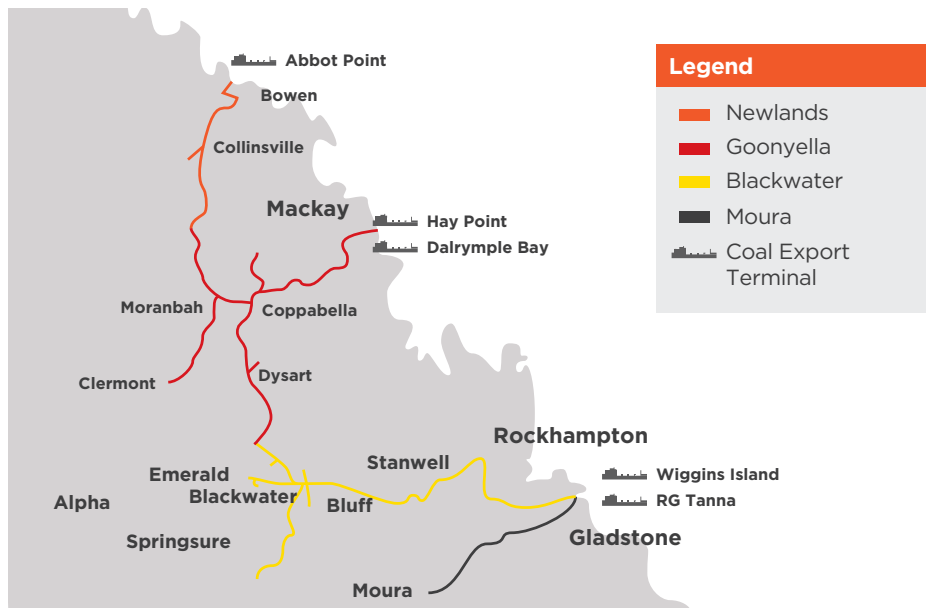 Abbot Point
Bowen
Collinsville
Mackay
Hay Point
Dalrymple Bay
Moranbah
Coppabella
Clermont
Dysart
Rockhampton
Stanwell
Emerald
Wiggins Island
Blackwater
RG Tanna
Alpha
Bluff
Springsure
Gladstone
Moura
Legend
Newlands
Goonyella
Blackwater
Moura
Coal Export
Terminal